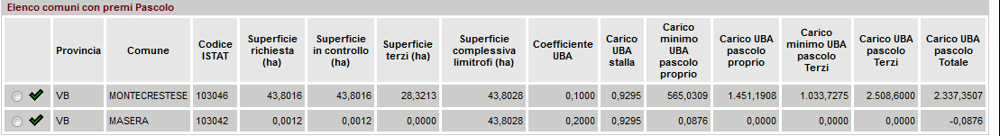 Elenco comuni con premi Pascolo
Provincia Comune Codice ISTAT Superficie richiesta (ha) Superficie in controllo (ha) Superficie terzi (ha) Superficie complessiva limitrofi (ha) Coefficiente UBA Carico UBA stalla Carico minimo UBA pascolo proprio Carico UBA pascolo proprio Carico minimo UBA pascolo Terzi Carico UBA pascolo Terzi Carico UBA pascolo Totale
VB MONTECRESTESE 103046 43,8016 43,8016 28,3213 43,8028 0,1000 0,9295 565,0309 1.451,1908 1.033,7275 2.508,6000 2.337,3507
VB MASERA 103042 0,0012 0,0012 0,0000 43,8028 0,2000 0,9295 0,0876 0,0000 0,0000 0,0000 -0,0876